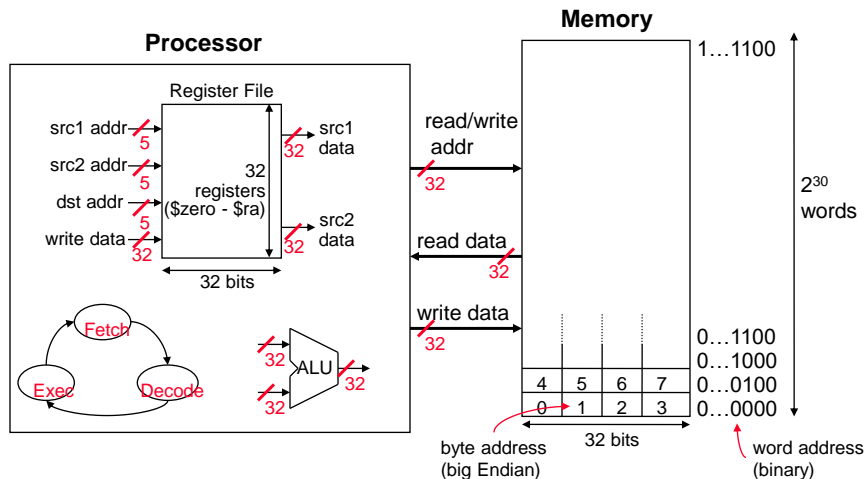 Processor
Memory
Register File
src1 addr
5
src2 addr
5
dst addr
5
write data
32
32
registers
($zero - $ra)
32 bits
src1
data
32
src2
data
32
Fetch
Exec
Decode
ALU
32
32
32
read/write
addr
32
read data
32
write data
32
1…1100
2³⁰
words
0…1100
0…1000
4 5 6 7 0…0100
0 1 2 3 0…0000
32 bits
byte address
(big Endian)
word address
(binary)